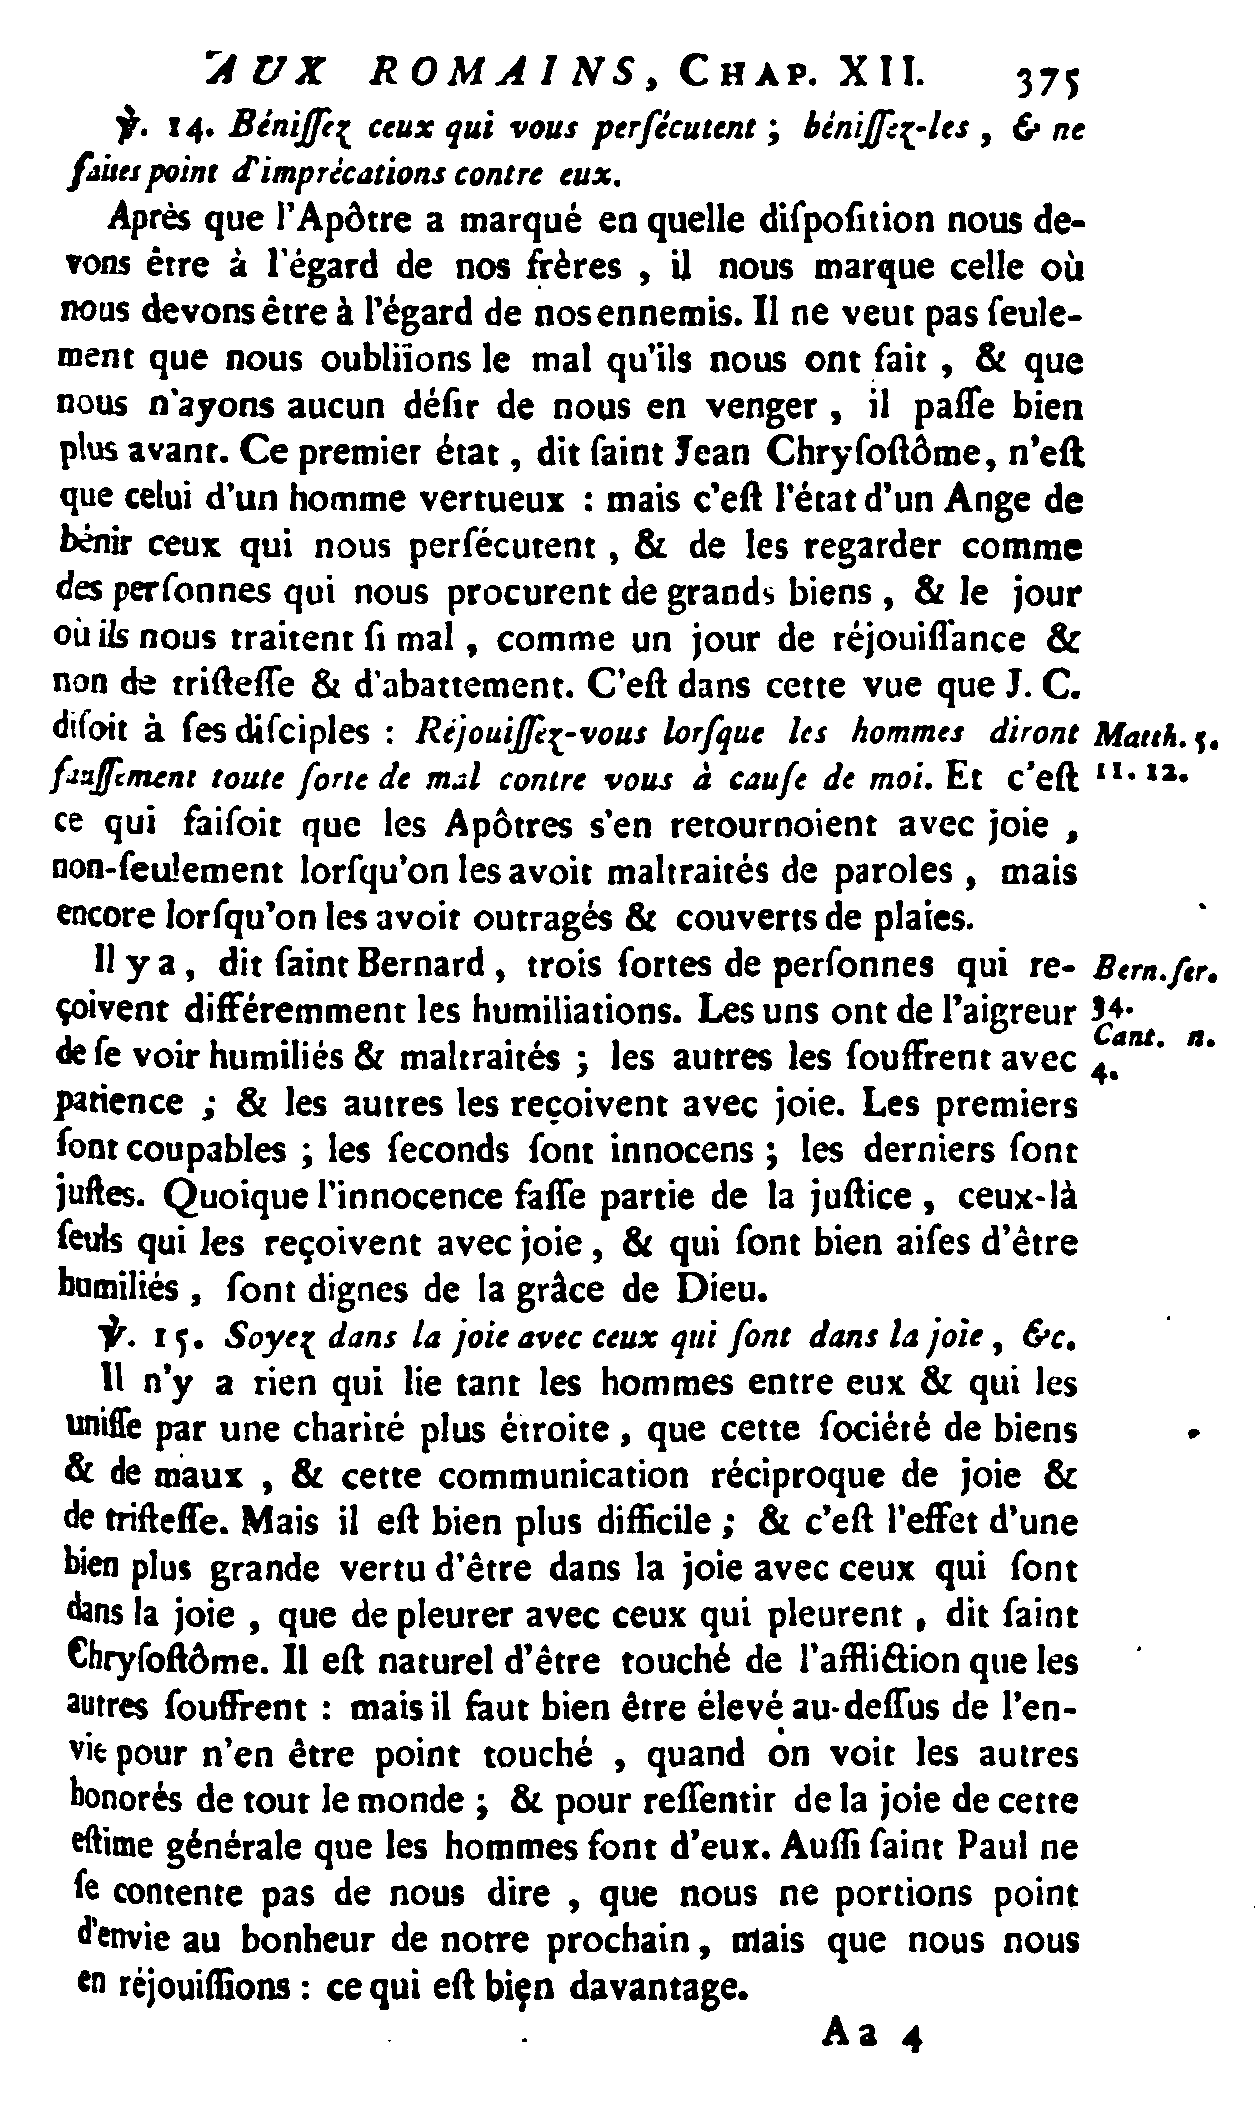 AUX ROMAINS, CHAP. XII. 375
℣. 14. Béniſſez ceux qui vous perſécutent ; béniſſez-les , & ne
faites point d'imprécations contre eux.
Après que l'Apôtre a marqué en quelle diſpoſition nous de-
vons être à l'égard de nos frères , il nous marque celle où
nous devons être à l'égard de nos ennemis. Il ne veut pas ſeule-
ment que nous oubliïons le mal qu'ils nous ont fait , & que
nous n'ayons aucun déſir de nous en venger , il paſſe bien
plus avant. Ce premier état , dit ſaint Jean Chryſoſtôme, n'eſt
que celui d'un homme vertueux : mais c'eſt l'état d'un Ange de
bénir ceux qui nous perſécutent , & de les regarder comme
des perſonnes qui nous procurent de grands biens , & le jour
où ils nous traitent ſi mal , comme un jour de réjouiſſance &
non de triſteſſe & d'abattement. C'eſt dans cette vue que J. C.
diſoit à ſes diſciples : Réjouiſſez-vous lorſque les hommes diront Matth. 5.
fauſſement toute ſorte de mal contre vous à cauſe de moi. Et c'eſt 11. 12.
ce qui faiſoit que les Apôtres s'en retournoient avec joie ,
non-ſeulement lorſqu'on les avoit maltraités de paroles , mais
encore lorſqu'on les avoit outragés & couverts de plaies.
Il y a , dit ſaint Bernard , trois ſortes de perſonnes qui re- Bern. ſer.
çoivent différemment les humiliations. Les uns ont de l'aigreur 34.
Cant. n.
de ſe voir humiliés & maltraités ; les autres les ſouffrent avec 4.
patience ; & les autres les reçoivent avec joie. Les premiers
ſont coupables ; les ſeconds ſont innocens ; les derniers ſont
juſtes. Quoique l'innocence faſſe partie de la juſtice , ceux-là
ſeuls qui les reçoivent avec joie , & qui ſont bien aiſes d'être
humiliés , ſont dignes de la grâce de Dieu.
℣. 15. Soyez dans la joie avec ceux qui ſont dans la joie , &c.
Il n'y a rien qui lie tant les hommes entre eux & qui les
uniſſe par une charité plus étroite , que cette ſociété de biens
& de maux , & cette communication réciproque de joie &
de triſteſſe. Mais il eſt bien plus difficile ; & c'eſt l'effet d'une
bien plus grande vertu d'être dans la joie avec ceux qui ſont
dans la joie , que de pleurer avec ceux qui pleurent , dit ſaint
Chryſoſtôme. Il eſt naturel d'être touché de l'affliction que les
autres ſouffrent : mais il faut bien être élevé au-deſſus de l'en-
vie pour n'en être point touché , quand on voit les autres
honorés de tout le monde ; & pour reſſentir de la joie de cette
eſtime générale que les hommes font d'eux. Auſſi ſaint Paul ne
ſe contente pas de nous dire , que nous ne portions point
d'envie au bonheur de notre prochain , mais que nous nous
en réjouiſſions : ce qui eſt bien davantage.
Aa 4